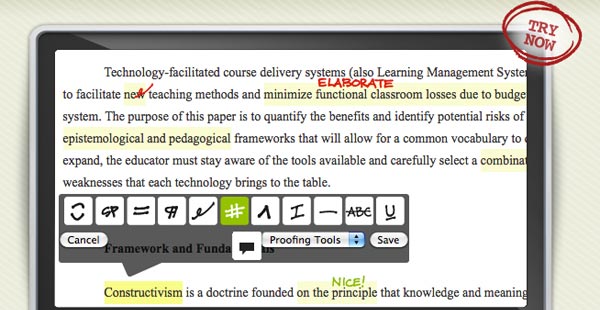 TRY
NOW
Technology-facilitated course delivery systems (also Learning Management Syste
ELABORATE
to facilitate new teaching methods and minimize functional classroom losses due to budge
system. The purpose of this paper is to quantify the benefits and identify potential risks of
epistemological and pedagogical frameworks that will allow for a common vocabulary to
expand, the educator must stay aware of the tools available and carefully select a combinat
weaknesses that each technology brings to the table.
SP # ABC U
Cancel Proofing Tools Save
Framework and Funda als
NICE!
Constructivism is a doctrine founded on the principle that knowledge and meaning